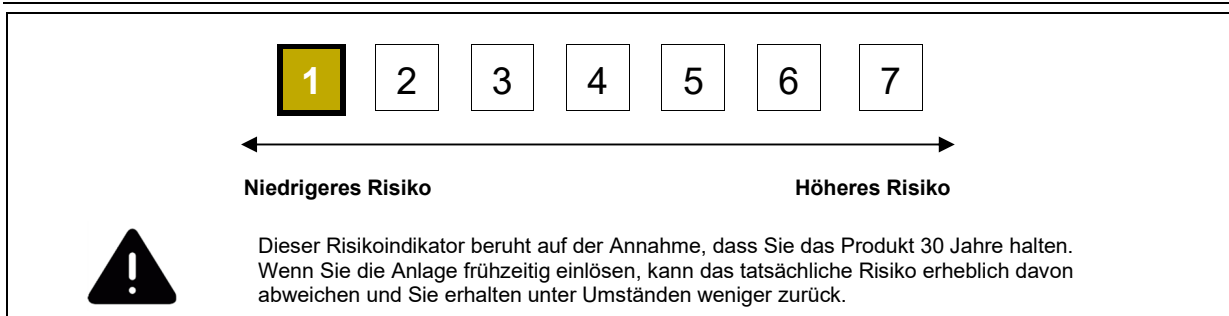 1 2 3 4 5 6 7
Niedrigeres Risiko Höheres Risiko
Dieser Risikoindikator beruht auf der Annahme, dass Sie das Produkt 30 Jahre halten.
Wenn Sie die Anlage frühzeitig einlösen, kann das tatsächliche Risiko erheblich davon
abweichen und Sie erhalten unter Umständen weniger zurück.